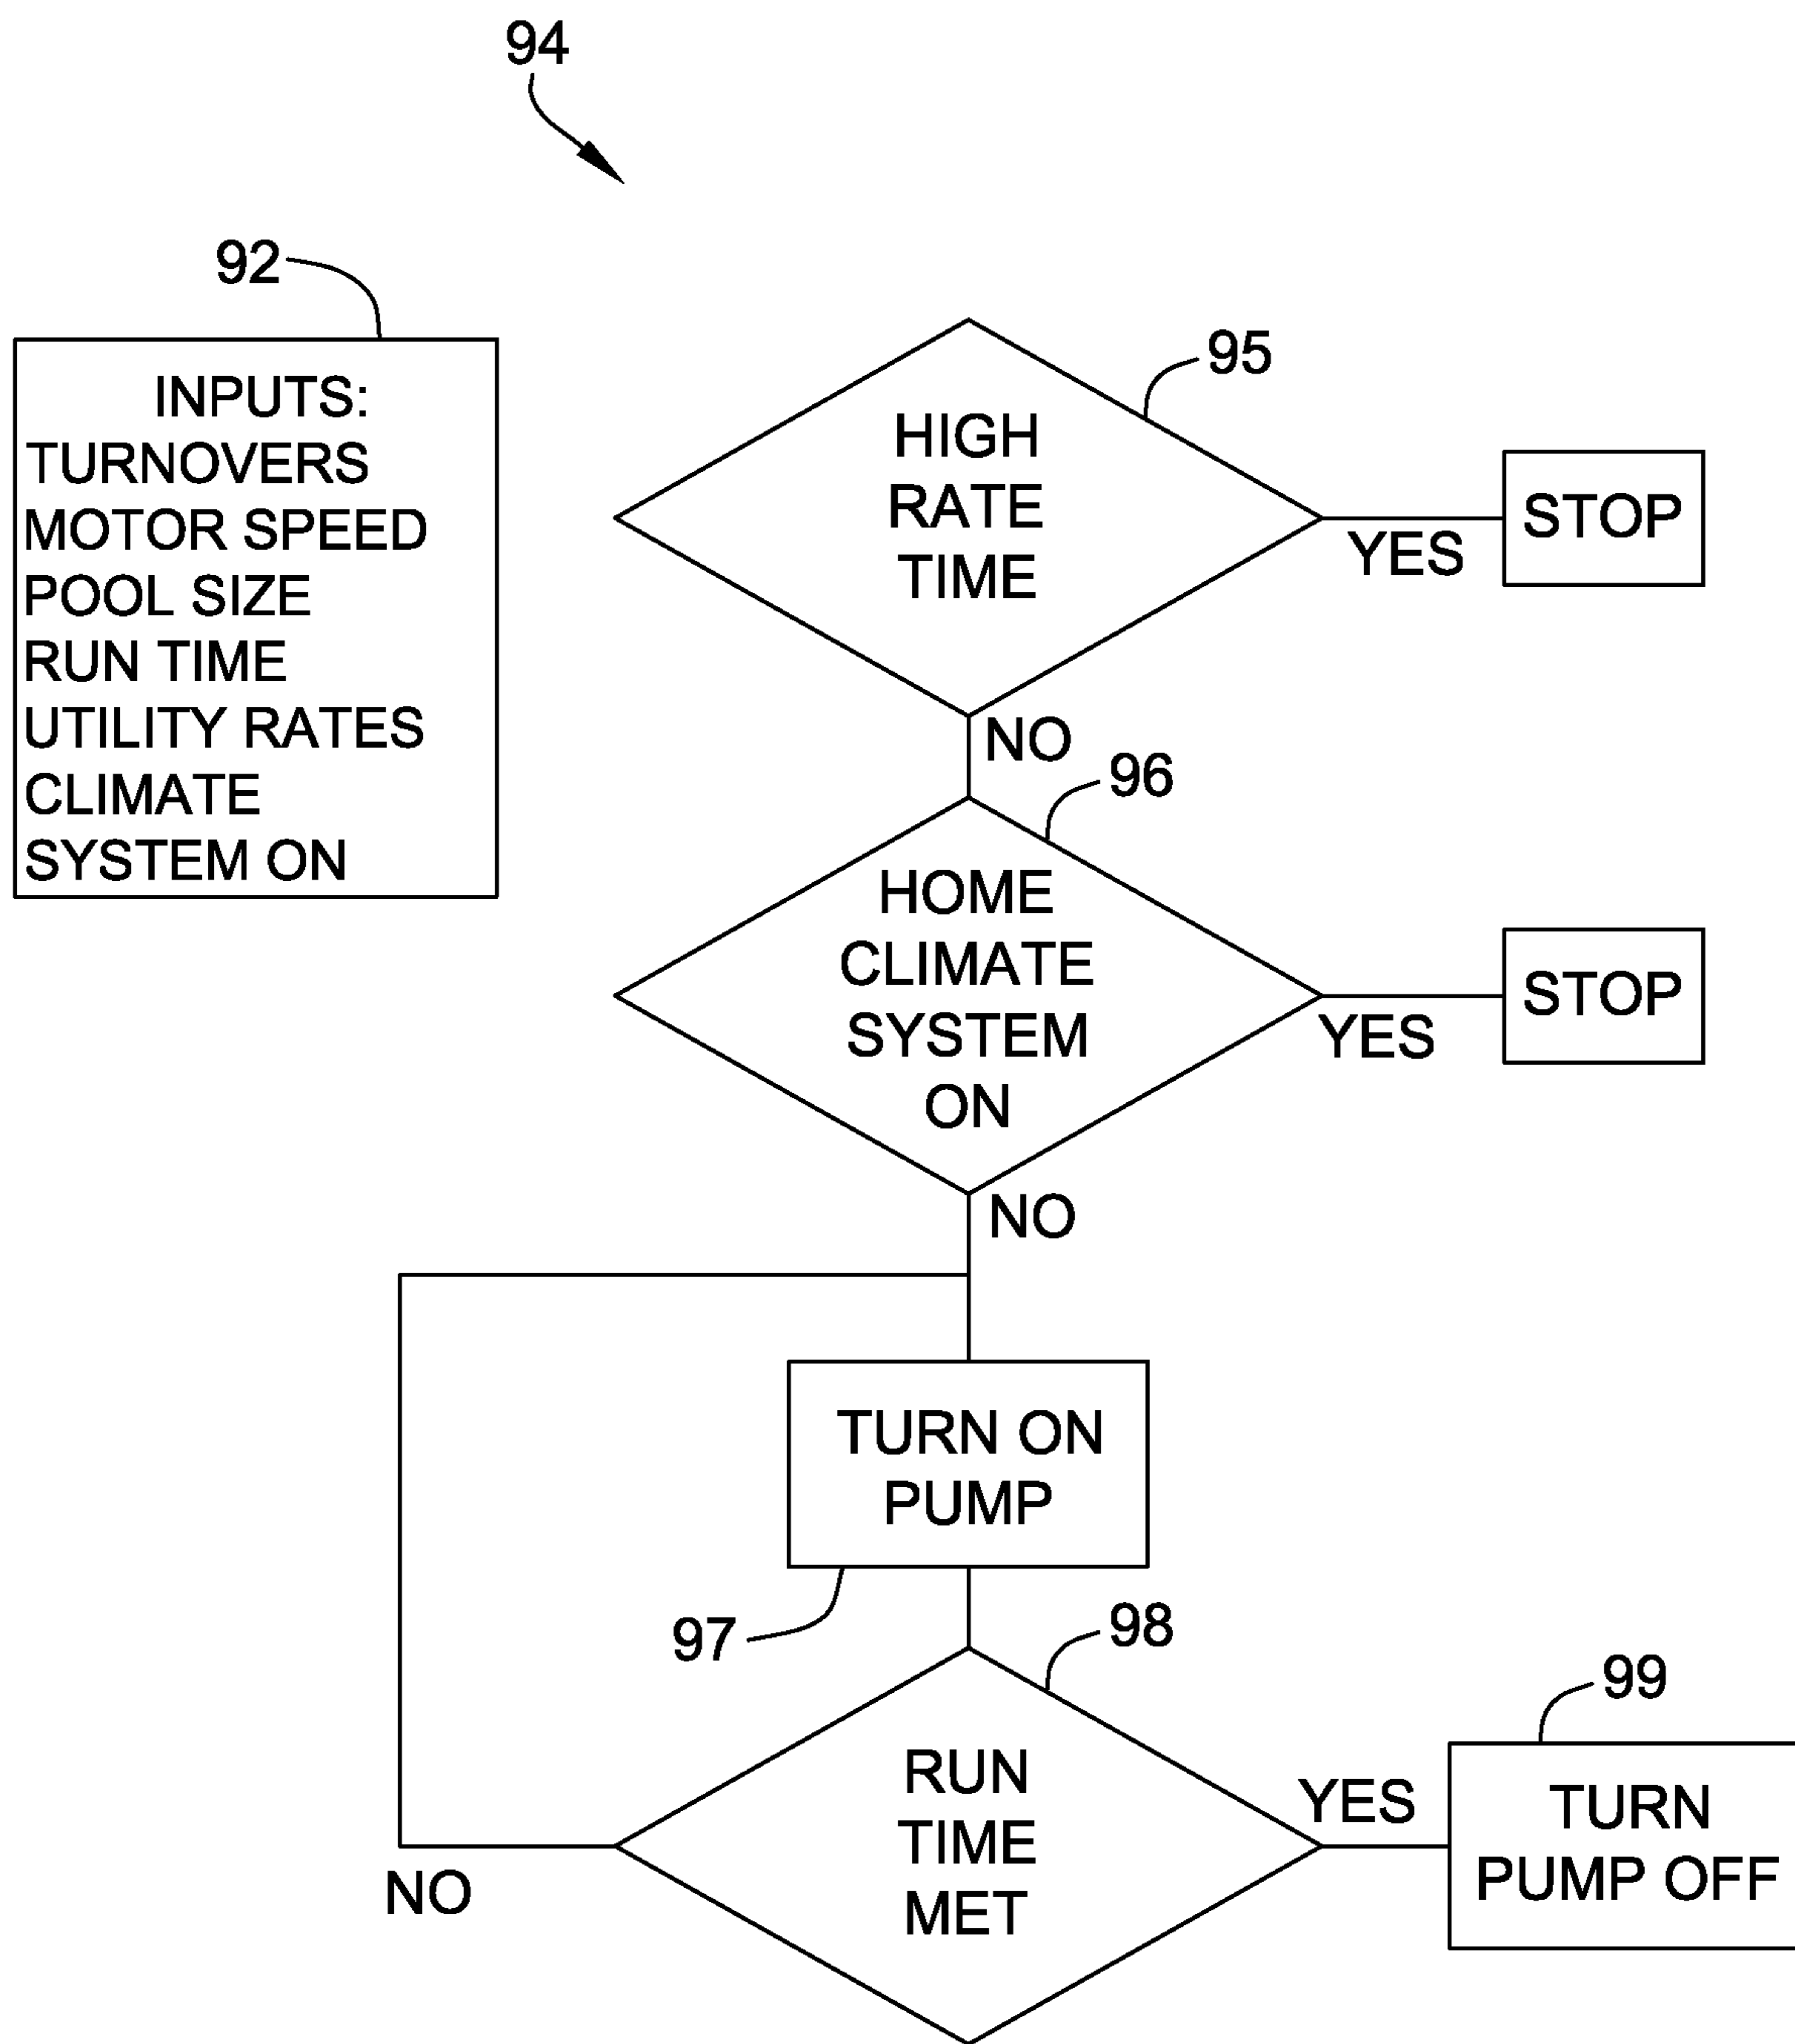 94
92
INPUTS:
TURNOVERS
MOTOR SPEED
POOL SIZE
RUN TIME
UTILITY RATES
CLIMATE
SYSTEM ON
95
HIGH
RATE
TIME
YES
STOP
NO
96
HOME
CLIMATE
SYSTEM
ON
YES
STOP
NO
TURN ON
PUMP
97
98
RUN
TIME
MET
NO
YES
99
TURN
PUMP OFF